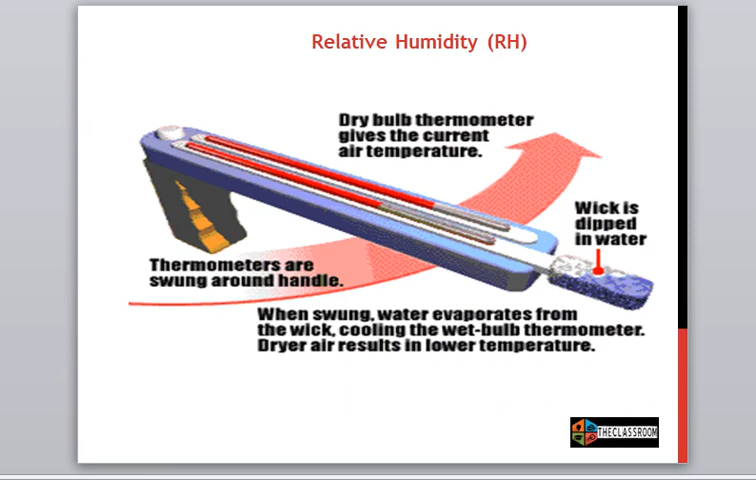 Relative Humidity (RH)
Dry bulb thermometer
gives the current
air temperature.
Wick is
dipped
in water
Thermometers are
swung around handle.
When swung, water evaporates from
the wick, cooling the wet-bulb thermometer.
Dryer air results in lower temperature.
THECLASSROOM